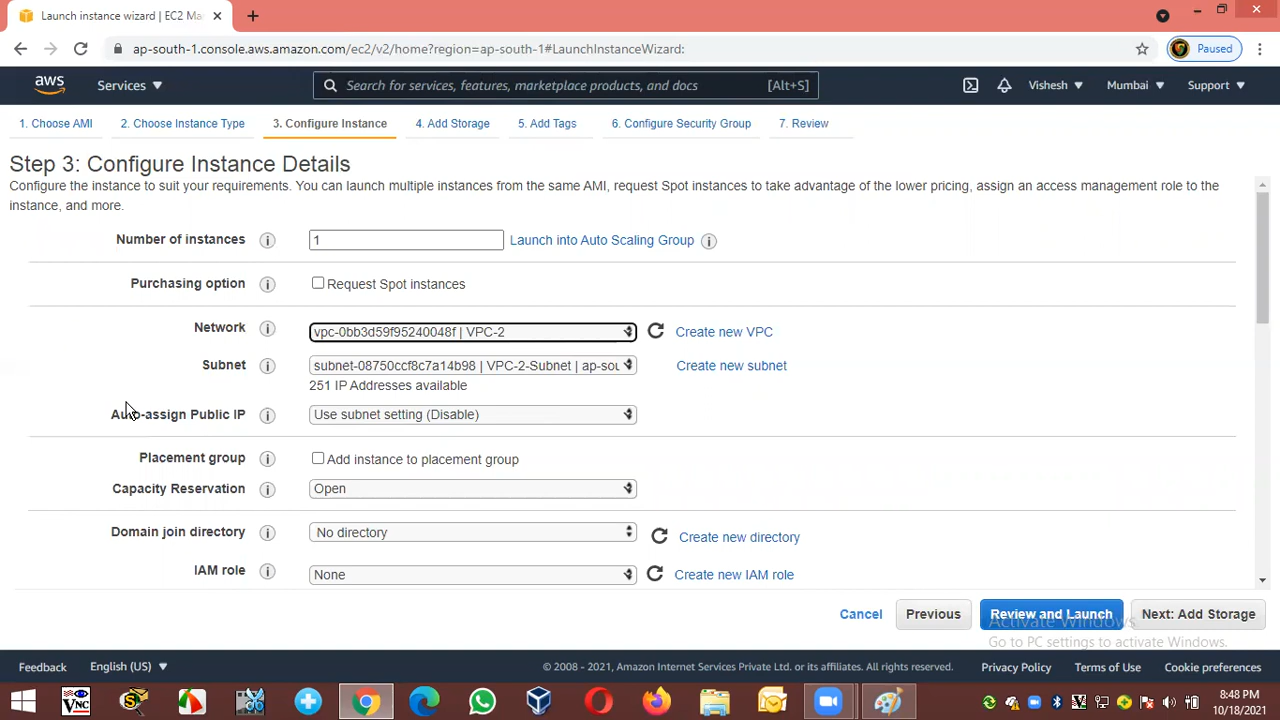 Launch instance wizard | EC2 Ma
ap-south-1.console.aws.amazon.com/ec2/v2/home?region=ap-south-1#LaunchInstanceWizard:
Paused
aws
Services
Search for services, features, marketplace products, and docs
[Alt+S]
Vishesh
Mumbai
Support
1. Choose AMI
2. Choose Instance Type
3. Configure Instance
4. Add Storage
5. Add Tags
6. Configure Security Group
7. Review
Step 3: Configure Instance Details
Configure the instance to suit your requirements. You can launch multiple instances from the same AMI, request Spot instances to take advantage of the lower pricing, assign an access management role to the
instance, and more.
Number of instances
1
Launch into Auto Scaling Group
Purchasing option
Request Spot instances
Network
vpc-0bb3d59f95240048f | VPC-2
Create new VPC
Subnet
subnet-08750ccf8c7a14b98 | VPC-2-Subnet | ap-sou
Create new subnet
251 IP Addresses available
Auto-assign Public IP
Use subnet setting (Disable)
Placement group
Add instance to placement group
Capacity Reservation
Open
Domain join directory
No directory
Create new directory
IAM role
None
Create new IAM role
Cancel
Previous
Review and Launch
Next: Add Storage
Activate Windows
Go to PC settings to activate Windows.
Feedback
English (US)
© 2008 - 2021, Amazon Internet Services Private Ltd. or its affiliates. All rights reserved.
Privacy Policy
Terms of Use
Cookie preferences
8:48 PM
10/18/2021